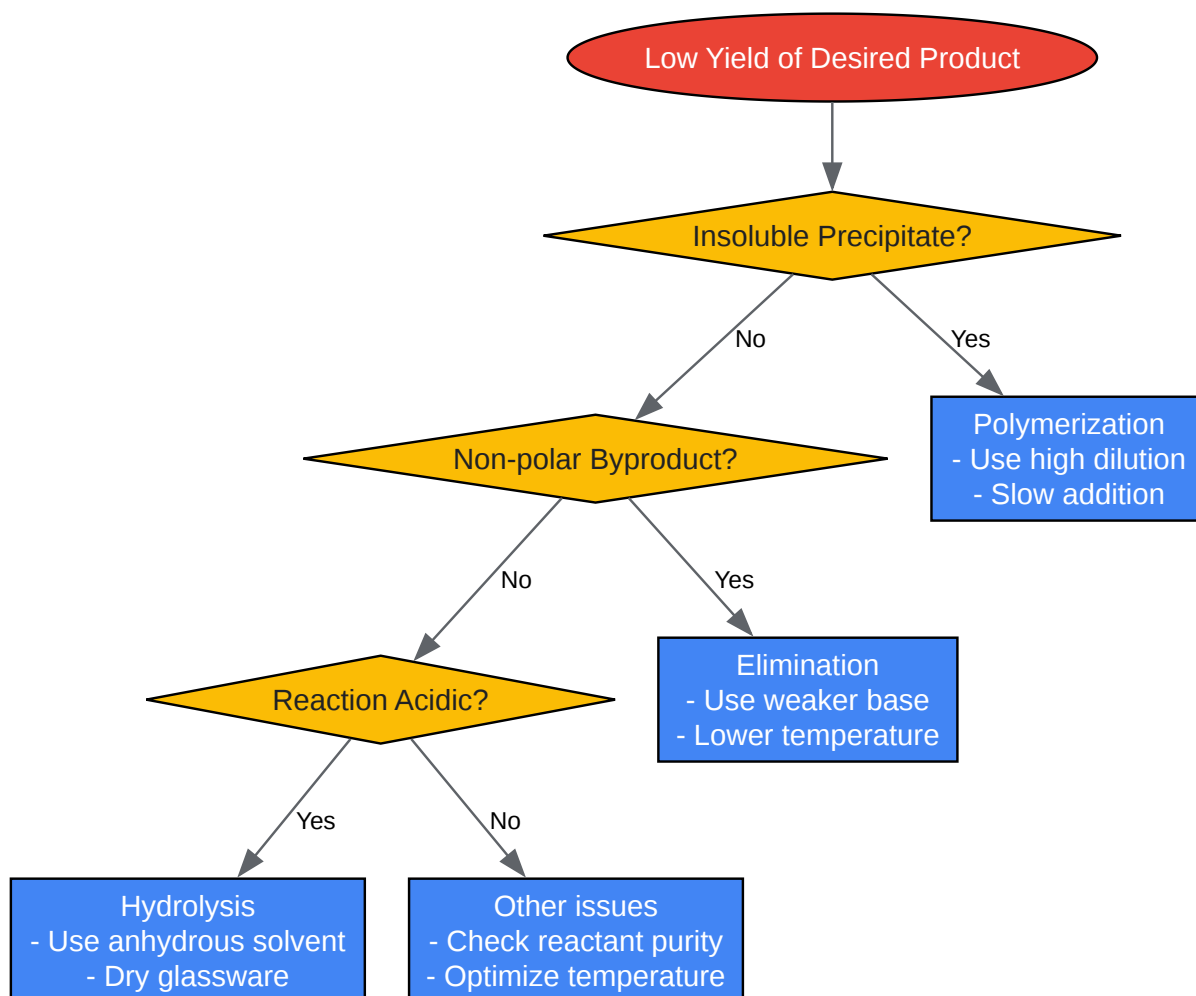 Low Yield of Desired Product
Insoluble Precipitate?
No
Yes
Polymerization
- Use high dilution
- Slow addition
Non-polar Byproduct?
No
Yes
Elimination
- Use weaker base
- Lower temperature
Reaction Acidic?
Yes
No
Hydrolysis
- Use anhydrous solvent
- Dry glassware
Other issues
- Check reactant purity
- Optimize temperature